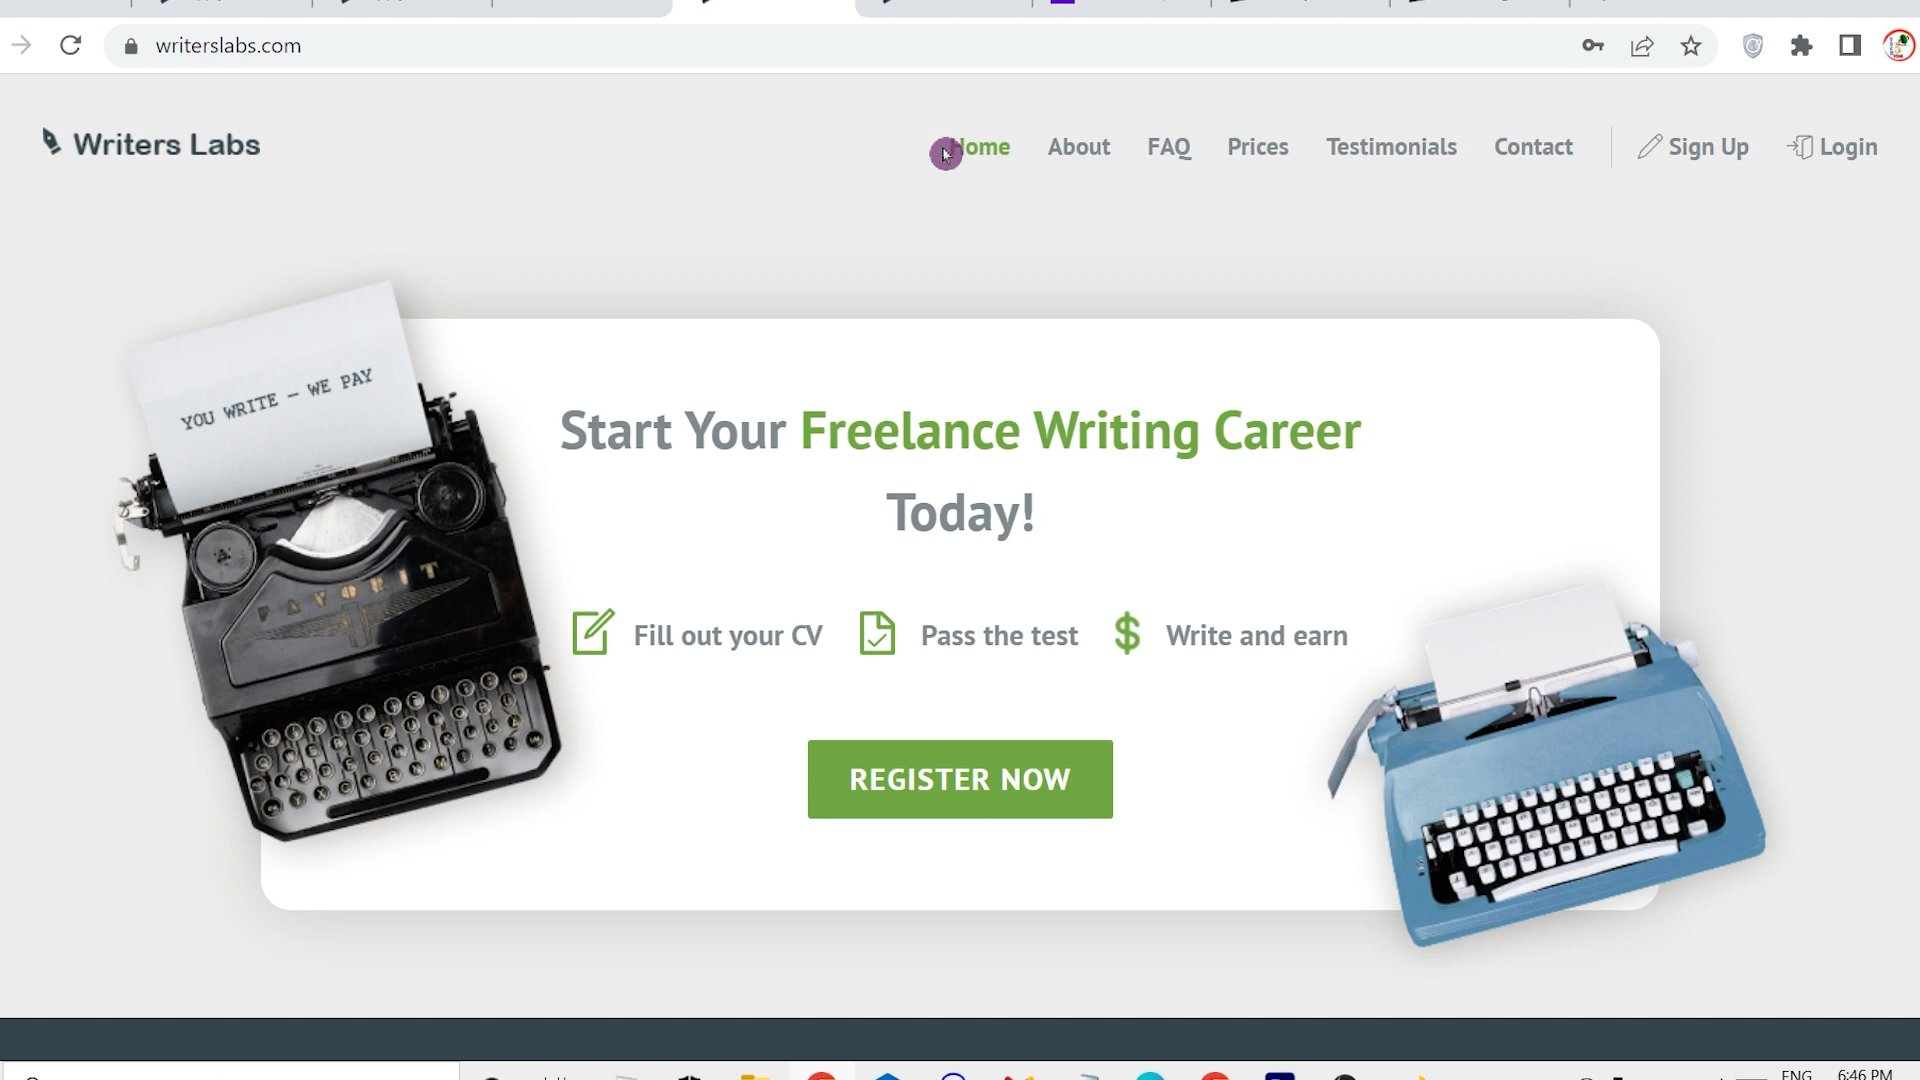 writerslabs.com
Writers Labs
Home About FAQ Prices Testimonials Contact Sign Up Login
YOU WRITE – WE PAY
FAVORIT
Start Your Freelance Writing Career
Today!
Fill out your CV Pass the test Write and earn
REGISTER NOW
ENG 6:46 PM